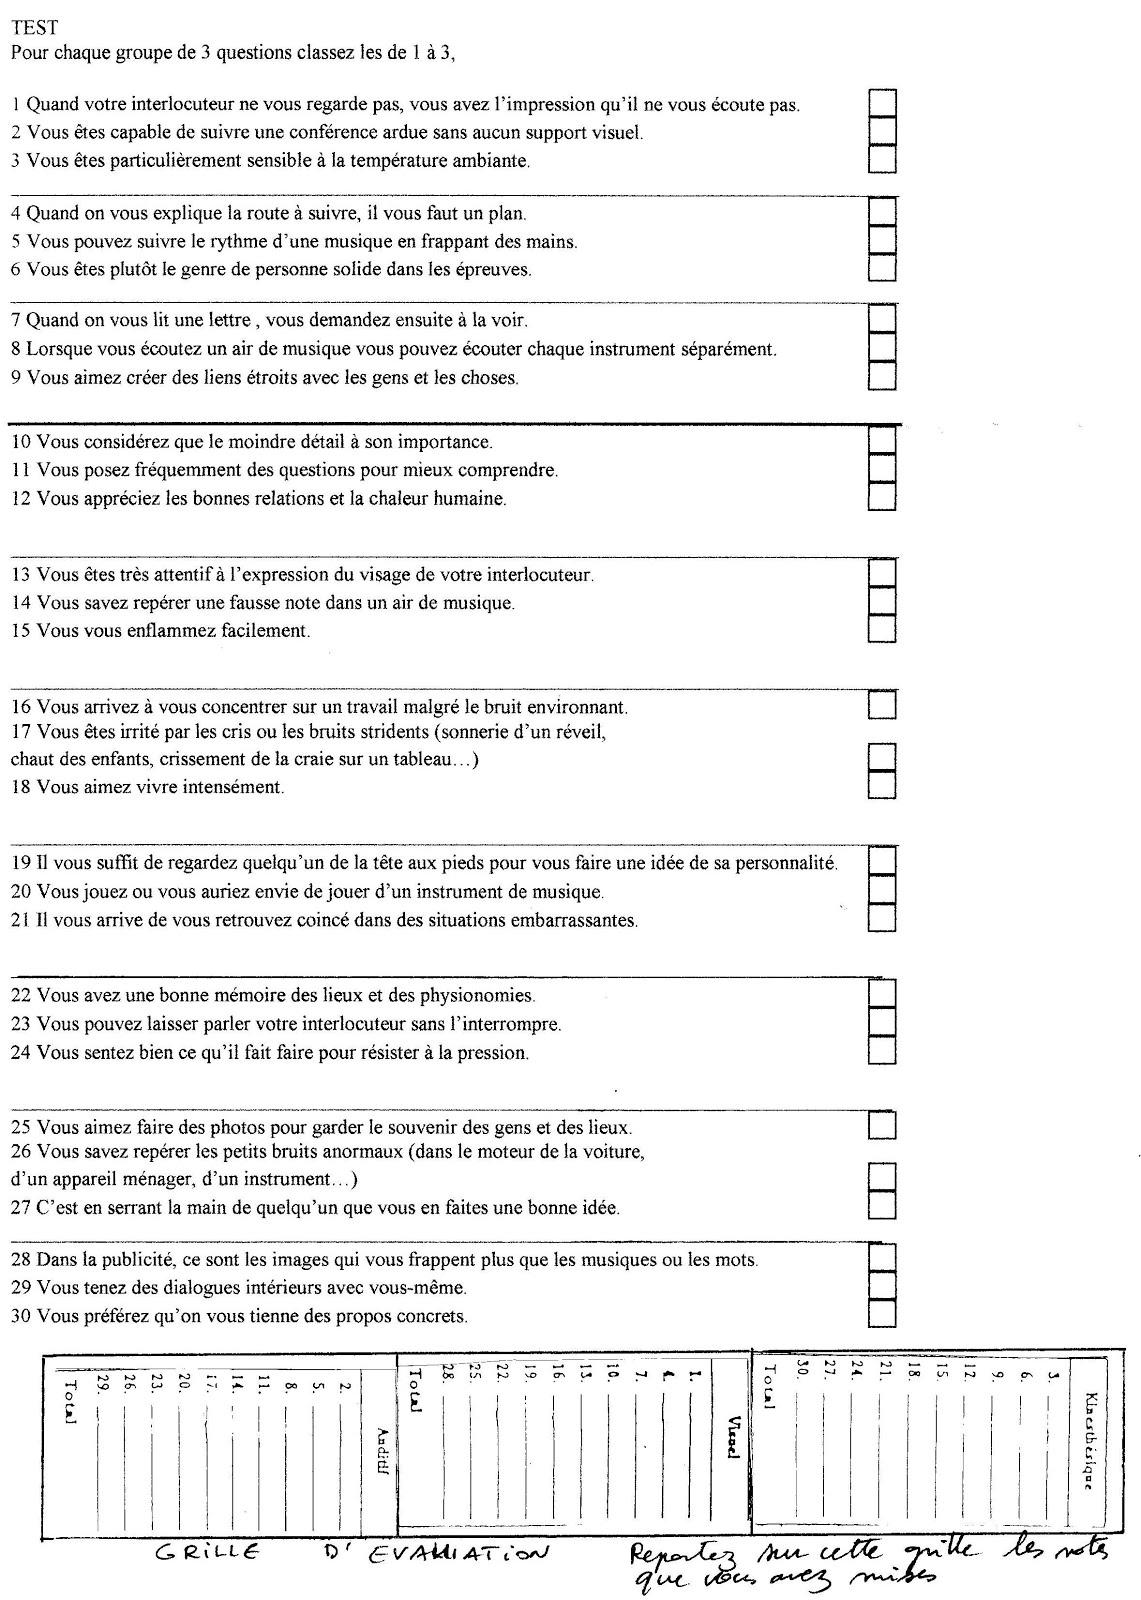 TEST
Pour chaque groupe de 3 questions classez les de 1 à 3,
1 Quand votre interlocuteur ne vous regarde pas, vous avez l'impression qu'il ne vous écoute pas.
2 Vous êtes capable de suivre une conférence ardue sans aucun support visuel.
3 Vous êtes particulièrement sensible à la température ambiante.
4 Quand on vous explique la route à suivre, il vous faut un plan.
5 Vous pouvez suivre le rythme d'une musique en frappant des mains.
6 Vous êtes plutôt le genre de personne solide dans les épreuves.
7 Quand on vous lit une lettre , vous demandez ensuite à la voir.
8 Lorsque vous écoutez un air de musique vous pouvez écouter chaque instrument séparément.
9 Vous aimez créer des liens étroits avec les gens et les choses.
10 Vous considérez que le moindre détail à son importance.
11 Vous posez fréquemment des questions pour mieux comprendre.
12 Vous appréciez les bonnes relations et la chaleur humaine.
13 Vous êtes très attentif à l'expression du visage de votre interlocuteur.
14 Vous savez repérer une fausse note dans un air de musique.
15 Vous vous enflammez facilement.
16 Vous arrivez à vous concentrer sur un travail malgré le bruit environnant.
17 Vous êtes irrité par les cris ou les bruits stridents (sonnerie d'un réveil,
chaut des enfants, crissement de la craie sur un tableau…)
18 Vous aimez vivre intensément.
19 Il vous suffit de regardez quelqu'un de la tête aux pieds pour vous faire une idée de sa personnalité.
20 Vous jouez ou vous auriez envie de jouer d'un instrument de musique.
21 Il vous arrive de vous retrouvez coincé dans des situations embarrassantes.
22 Vous avez une bonne mémoire des lieux et des physionomies.
23 Vous pouvez laisser parler votre interlocuteur sans l'interrompre.
24 Vous sentez bien ce qu'il fait faire pour résister à la pression.
25 Vous aimez faire des photos pour garder le souvenir des gens et des lieux.
26 Vous savez repérer les petits bruits anormaux (dans le moteur de la voiture,
d'un appareil ménager, d'un instrument…)
27 C'est en serrant la main de quelqu'un que vous en faites une bonne idée.
28 Dans la publicité, ce sont les images qui vous frappent plus que les musiques ou les mots.
29 Vous tenez des dialogues intérieurs avec vous-même.
30 Vous préférez qu'on vous tienne des propos concrets.
Kinesthésique
3.
6.
9.
12.
15.
18.
21.
24.
27.
30.
Total
Visuel
1.
4.
7.
10.
13.
16.
19.
22.
25.
28.
Total
Auditif
2.
5.
8.
11.
14.
17.
20.
23.
26.
29.
Total
GRILLE D'EVALUATION
Reportez sur cette grille les notes
que vous avez mises